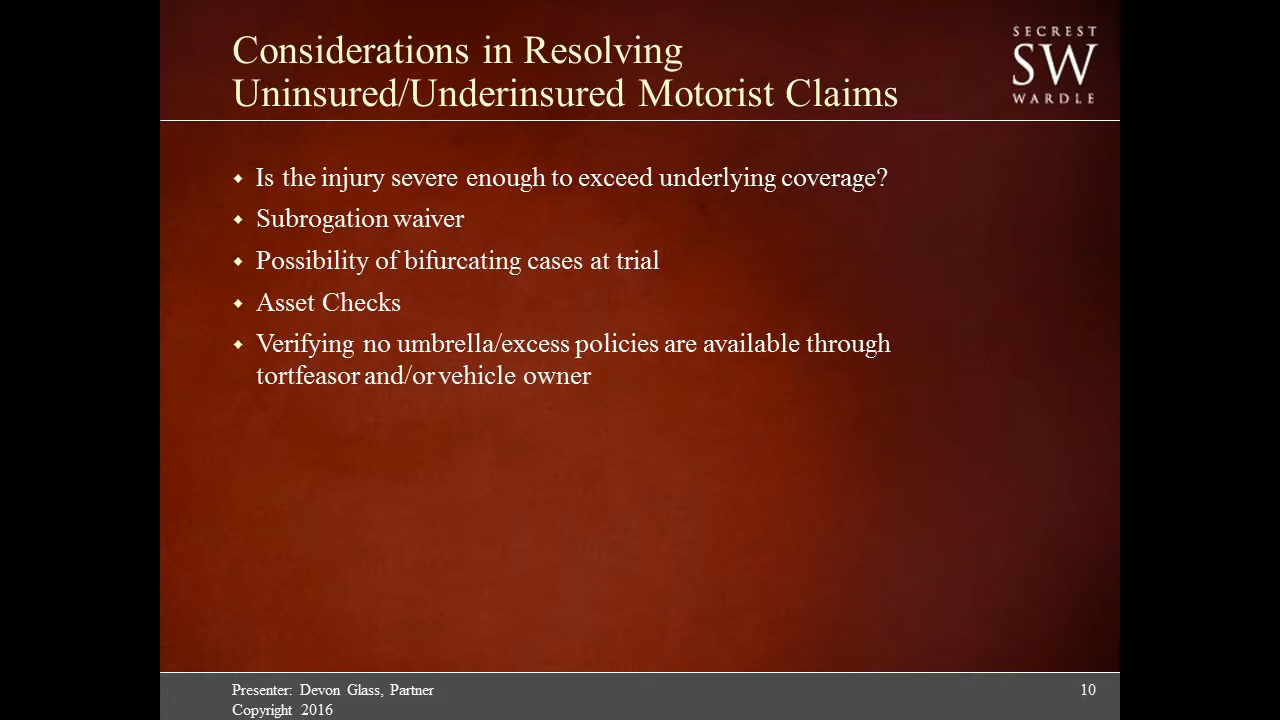 Considerations in Resolving
Uninsured/Underinsured Motorist Claims
SECREST
SW
WARDLE
Is the injury severe enough to exceed underlying coverage?
Subrogation waiver
Possibility of bifurcating cases at trial
Asset Checks
Verifying no umbrella/excess policies are available through
tortfeasor and/or vehicle owner
Presenter: Devon Glass, Partner
Copyright 2016
10